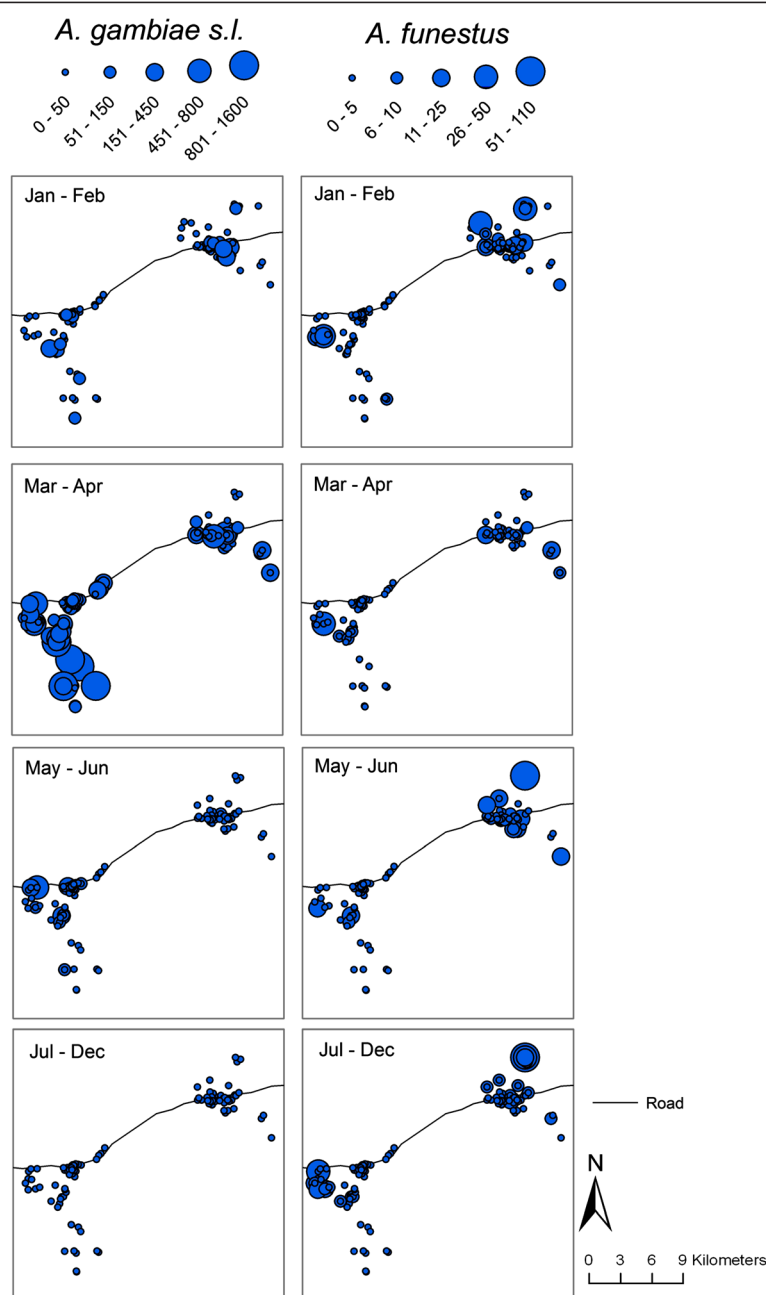 A. gambiae s.l.
A. funestus
0 - 50
51 - 150
151 - 450
451 - 800
801 - 1600
0 - 5
6 - 10
11 - 25
26 - 50
51 - 110
Jan - Feb
Jan - Feb
Mar - Apr
Mar - Apr
May - Jun
May - Jun
Jul - Dec
Jul - Dec
Road
N
0 3 6 9 Kilometers